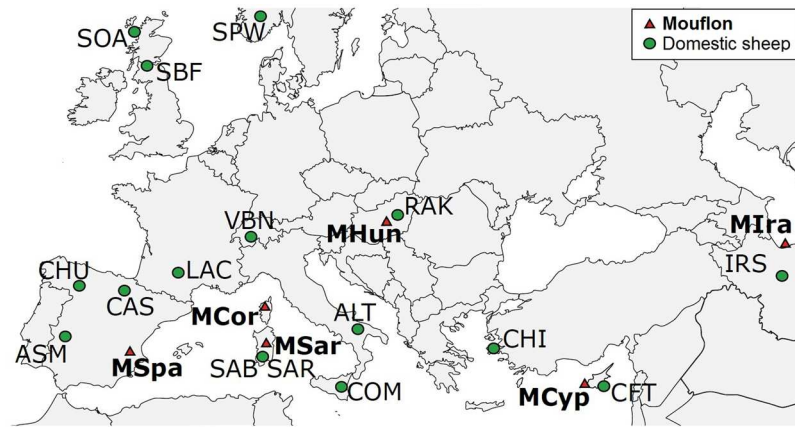 SOA
SPW
Mouflon
Domestic sheep
SBF
VBN
RAK
MHun
MIra
IRS
CHU
LAC
CAS
MCor
ALT
ASM
MSpa
MSar
CHI
SAB SAR
COM
MCyp
CFT